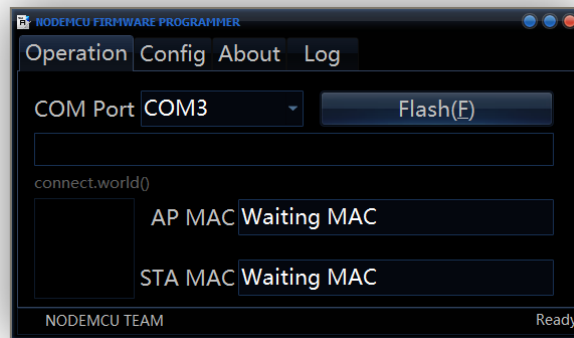 NODEMCU FIRMWARE PROGRAMMER
Operation Config About Log
COM Port COM3 Flash(F)
connect.world()
AP MAC Waiting MAC
STA MAC Waiting MAC
NODEMCU TEAM Ready